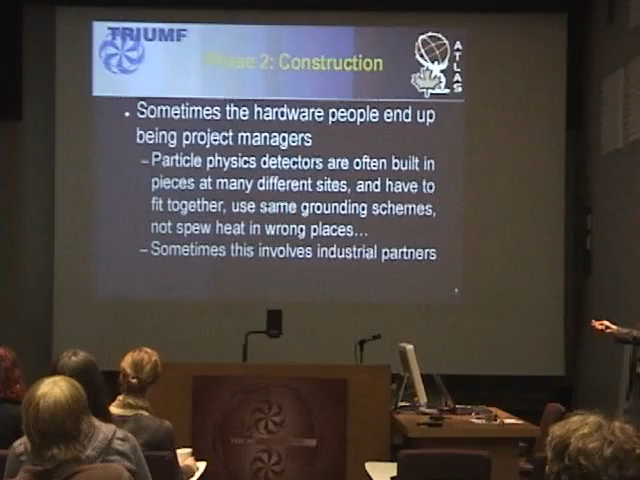 TRIUMF
Phase 2: Construction
ATLAS
• Sometimes the hardware people end up
being project managers
–Particle physics detectors are often built in
pieces at many different sites, and have to
fit together, use same grounding schemes,
not spew heat in wrong places…
–Sometimes this involves industrial partners